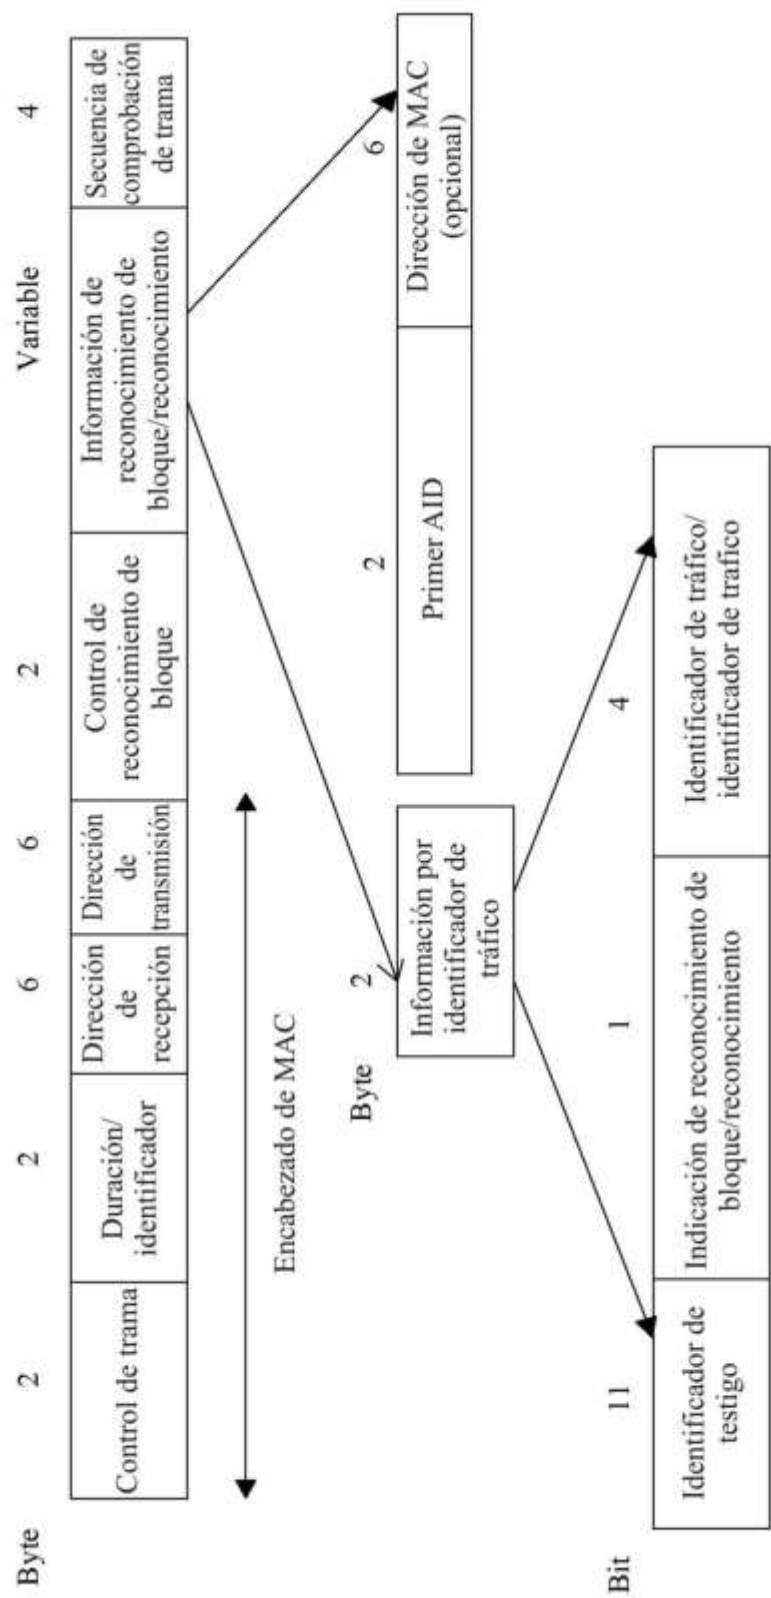 Byte
2
2
6
6
2
Variable
4
Control de trama
Duración/
identificador
Dirección
de
recepción
Dirección
de
transmisión
Control de
reconocimiento de
bloque
Información de
reconocimiento de
bloque/reconocimiento
Secuencia de
comprobación
de trama
Encabezado de MAC
Byte
2
2
6
Información por
identificador de
tráfico
Primer AID
Dirección de MAC
(opcional)
Bit
11
1
4
Identificador de
testigo
Indicación de reconocimiento de
bloque/reconocimiento
Identificador de tráfico/
identificador de trafico